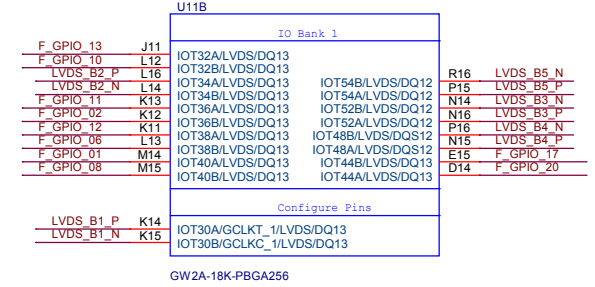 U11B
IO Bank 1
F_GPIO_13 J11 IOT32A/LVDS/DQ13
F_GPIO_10 L12 IOT32B/LVDS/DQ13
LVDS_B2_P L16 IOT34A/LVDS/DQ13 IOT54B/LVDS/DQ12 R16 LVDS_B5_N
LVDS_B2_N L14 IOT34B/LVDS/DQ13 IOT54A/LVDS/DQ12 P15 LVDS_B5_P
F_GPIO_11 K13 IOT36A/LVDS/DQ13 IOT52B/LVDS/DQ12 N14 LVDS_B3_N
F_GPIO_02 K12 IOT36B/LVDS/DQ13 IOT52A/LVDS/DQ12 N16 LVDS_B3_P
F_GPIO_12 K11 IOT38A/LVDS/DQ13 IOT48B/LVDS/DQS12 P16 LVDS_B4_N
F_GPIO_06 L13 IOT38B/LVDS/DQ13 IOT48A/LVDS/DQS12 N15 LVDS_B4_P
F_GPIO_01 M14 IOT40A/LVDS/DQ13 IOT44B/LVDS/DQ13 E15 F_GPIO_17
F_GPIO_08 M15 IOT40B/LVDS/DQ13 IOT44A/LVDS/DQ13 D14 F_GPIO_20
Configure Pins
LVDS_B1_P K14 IOT30A/GCLKT_1/LVDS/DQ13
LVDS_B1_N K15 IOT30B/GCLKC_1/LVDS/DQ13
GW2A-18K-PBGA256